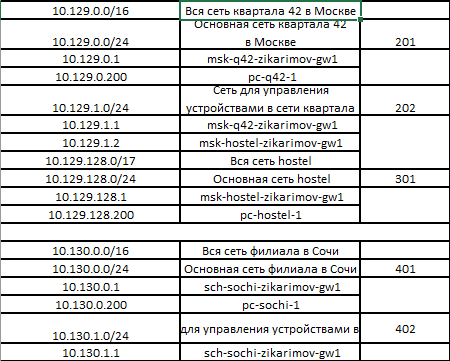 10.129.0.0/16 Вся сеть квартала 42 в Москве
Основная сеть квартала 42
10.129.0.0/24 в Москве 201
10.129.0.1 msk-q42-zikarimov-gw1
10.129.0.200 pc-q42-1
Сеть для управления
10.129.1.0/24 устройствами в сети квартала 202
10.129.1.1 msk-q42-zikarimov-gw1
10.129.1.2 msk-hostel-zikarimov-gw1
10.129.128.0/17 Вся сеть hostel
10.129.128.0/24 Основная сеть hostel 301
10.129.128.1 msk-hostel-zikarimov-gw1
10.129.128.200 pc-hostel-1
10.130.0.0/16 Вся сеть филиала в Сочи
10.130.0.0/24 Основная сеть филиала в Сочи 401
10.130.0.1 sch-sochi-zikarimov-gw1
10.130.0.200 pc-sochi-1
10.130.1.0/24 для управления устройствами в 402
10.130.1.1 sch-sochi-zikarimov-gw1